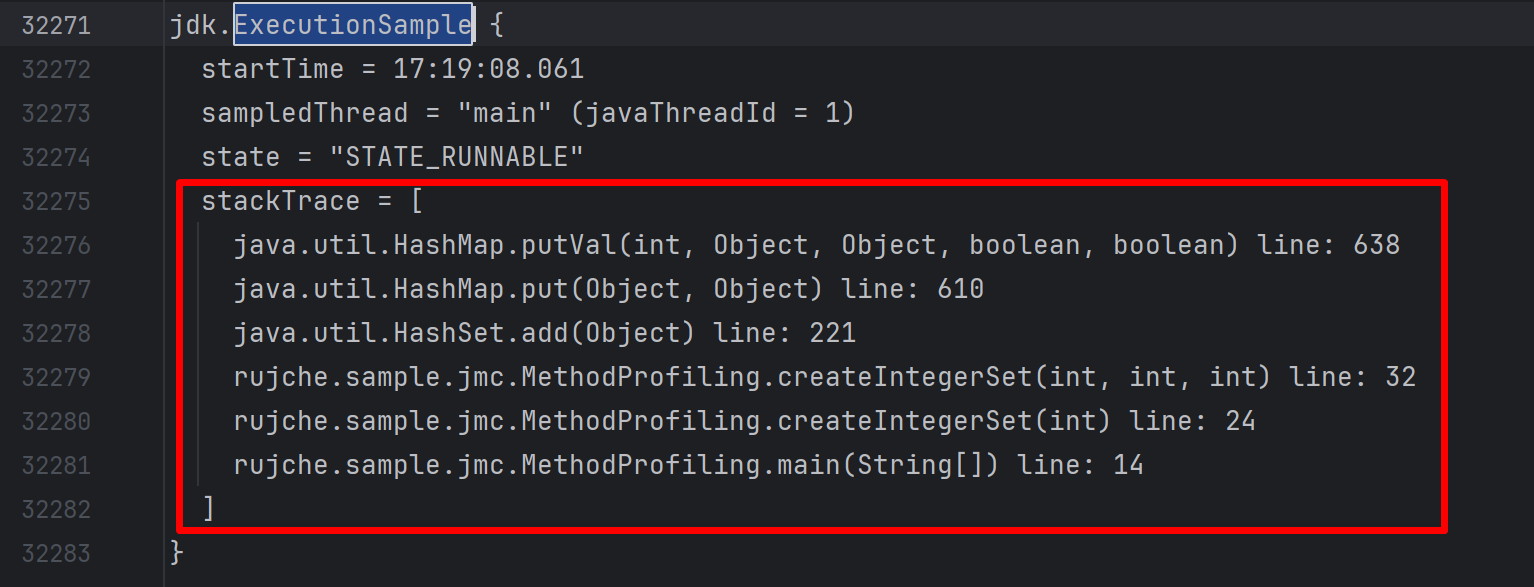 32271 jdk.ExecutionSample {
32272 startTime = 17:19:08.061
32273 sampledThread = "main" (javaThreadId = 1)
32274 state = "STATE_RUNNABLE"
32275 stackTrace = [
32276 java.util.HashMap.putVal(int, Object, Object, boolean, boolean) line: 638
32277 java.util.HashMap.put(Object, Object) line: 610
32278 java.util.HashSet.add(Object) line: 221
32279 rujche.sample.jmc.MethodProfiling.createIntegerSet(int, int, int) line: 32
32280 rujche.sample.jmc.MethodProfiling.createIntegerSet(int) line: 24
32281 rujche.sample.jmc.MethodProfiling.main(String[]) line: 14
32282 ]
32283 }